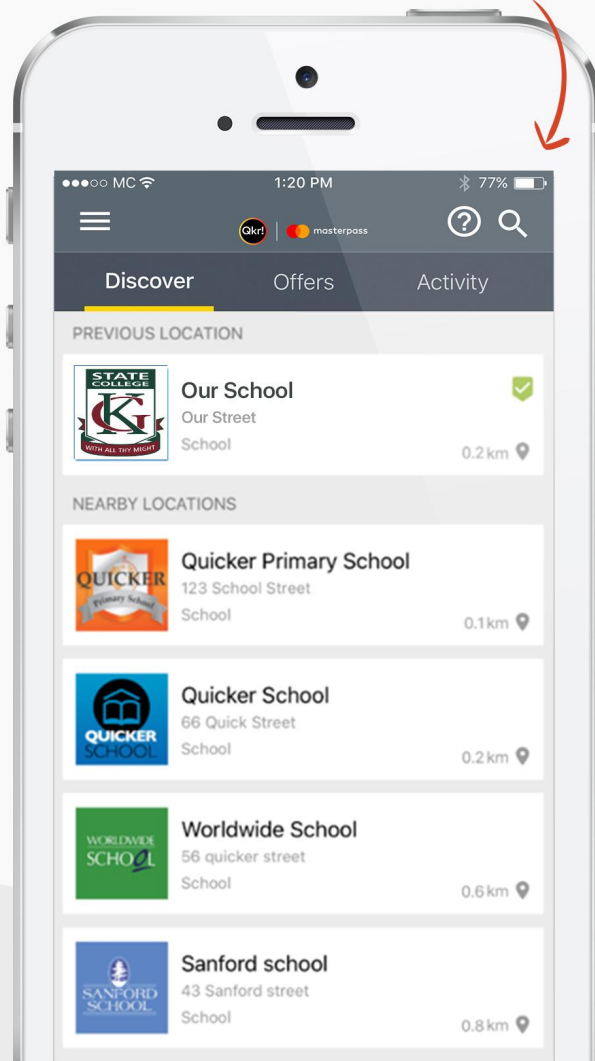 MC
1:20 PM
77%
Qkr!
masterpass
Discover
Offers
Activity
PREVIOUS LOCATION
STATE
COLLEGE
KG
WITH ALL THY MIGHT
Our School
Our Street
School
0.2 km
NEARBY LOCATIONS
QUICKER
Primary School
Quicker Primary School
123 School Street
School
0.1 km
QUICKER
SCHOOL
Quicker School
66 Quick Street
School
0.2 km
WORLDWIDE
SCHOOL
Worldwide School
56 quicker street
School
0.6 km
SANFORD
SCHOOL
Sanford school
43 Sanford street
School
0.8 km